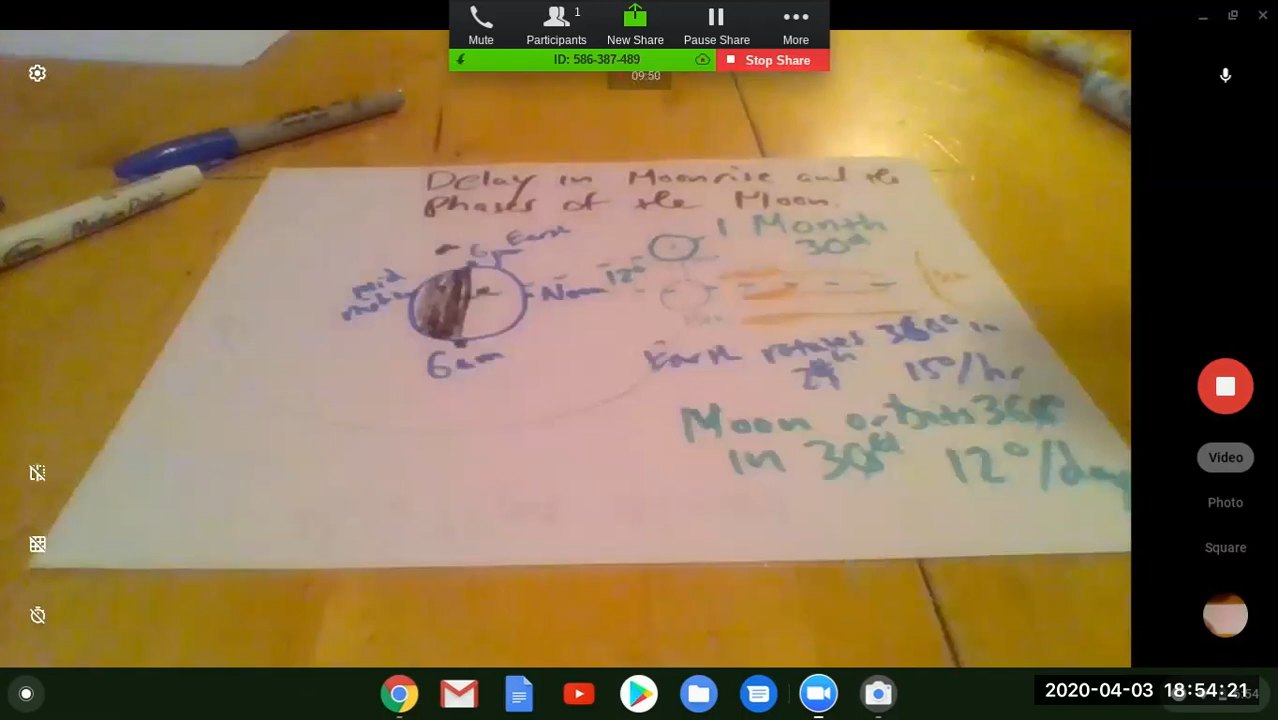 1
Mute Participants New Share Pause Share More
ID: 586-387-489 Stop Share
09:50
Delay in Moonrise and the
Phases of the Moon.
1 Month
30d
6pm East
12°
mid
night
Noon
6am
Earth rotates 360° in
24h 15°/hr
Moon orbits 360°
in 30d 12°/day
Video
Photo
Square
2020-04-03 18:54:21